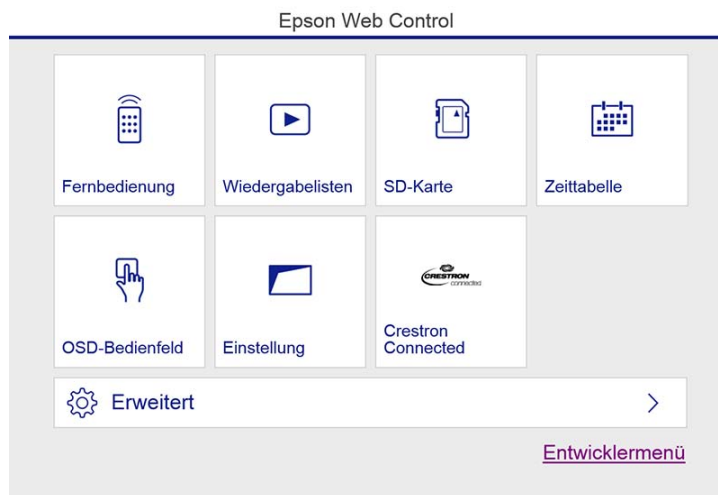 Epson Web Control
Fernbedienung
Wiedergabelisten
SD-Karte
Zeittabelle
CRESTRON
connected
OSD-Bedienfeld
Einstellung
Crestron
Connected
Erweitert
Entwicklermenü